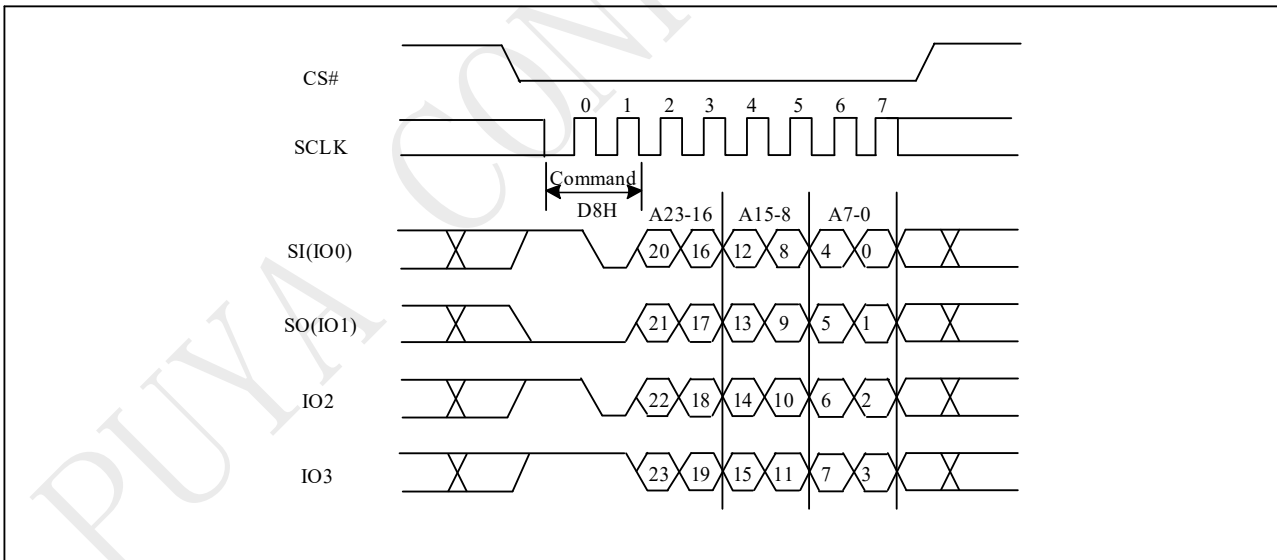 PUYA CON
CS#
0 1 2 3 4 5 6 7
SCLK
Command
D8H
A23-16 A15-8 A7-0
SI(IO0) 20 16 12 8 4 0
SO(IO1) 21 17 13 9 5 1
IO2 22 18 14 10 6 2
IO3 23 19 15 11 7 3